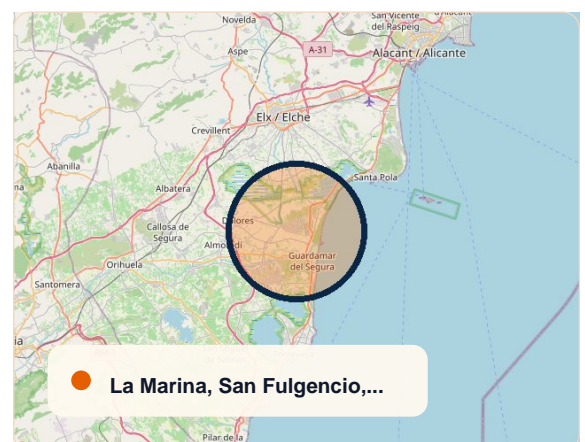 Novelda
San Vicente
del Raspeig
d'Alacant
Aspe
A-31
Alacant / Alicante
Elx / Elche
Crevillent
Abanilla
Santa Pola
Albatera
Dolores
Callosa de
Segura
Almoradí
Guardamar
del Segura
Orihuela
Santomera
La Marina, San Fulgencio,...
Pilar de la